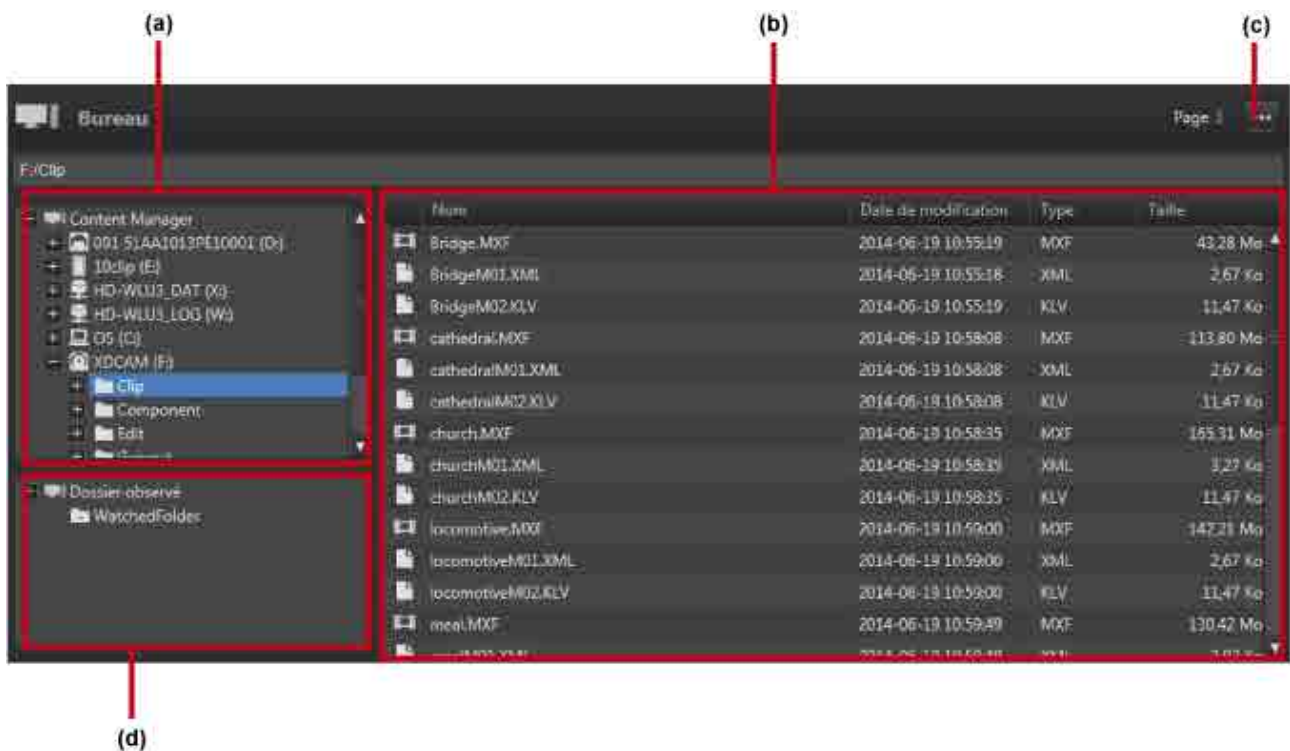 (a)
(b)
(c)
Bureau
Page
F:/Clip
Content Manager
091 51AA1013PE10001 (D:)
10clip (E:)
HD-WLU3_DAT (X:)
HD-WLU3_LOG (W:)
OS (C:)
XDCAM (F:)
Clip
Component
Edit
Nom Date de modification Type Taille
Bridge.MXF 2014-06-19 10:55:19 MXF 43,28 Mo
BridgeM01.XML 2014-06-19 10:55:18 XML 2,67 Ko
BridgeM02.KLV 2014-06-19 10:55:19 KLV 11,47 Ko
cathedral.MXF 2014-06-19 10:58:08 MXF 113,80 Mo
cathedralM01.XML 2014-06-19 10:58:08 XML 2,67 Ko
cathedralM02.KLV 2014-06-19 10:58:08 KLV 11,47 Ko
church.MXF 2014-06-19 10:58:35 MXF 165,31 Mo
churchM01.XML 2014-06-19 10:58:35 XML 3,27 Ko
churchM02.KLV 2014-06-19 10:58:35 KLV 11,47 Ko
locomotive.MXF 2014-06-19 10:59:00 MXF 147,21 Mo
locomotiveM01.XML 2014-06-19 10:59:00 XML 2,67 Ko
locomotiveM02.KLV 2014-06-19 10:59:00 KLV 11,47 Ko
meal.MXF 2014-06-19 10:59:49 MXF 130,42 Mo
Dossier observé
WatchedFolder
(d)